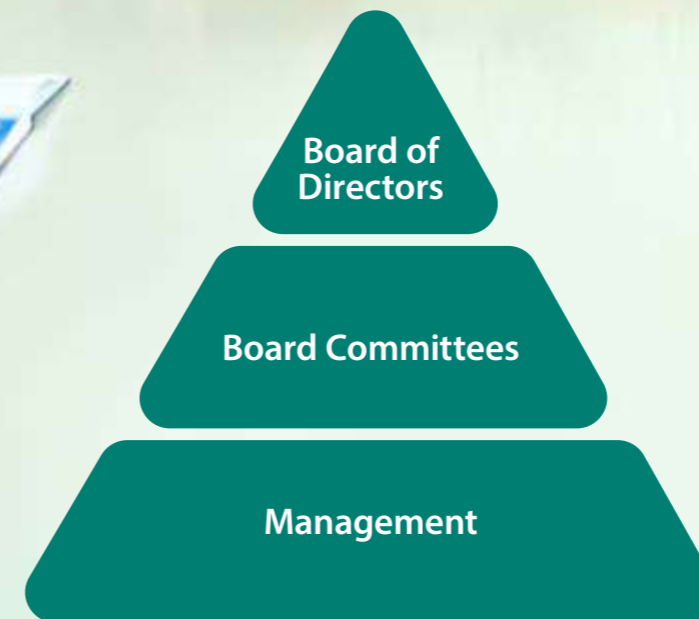 Board of
Directors
Board Committees
Management